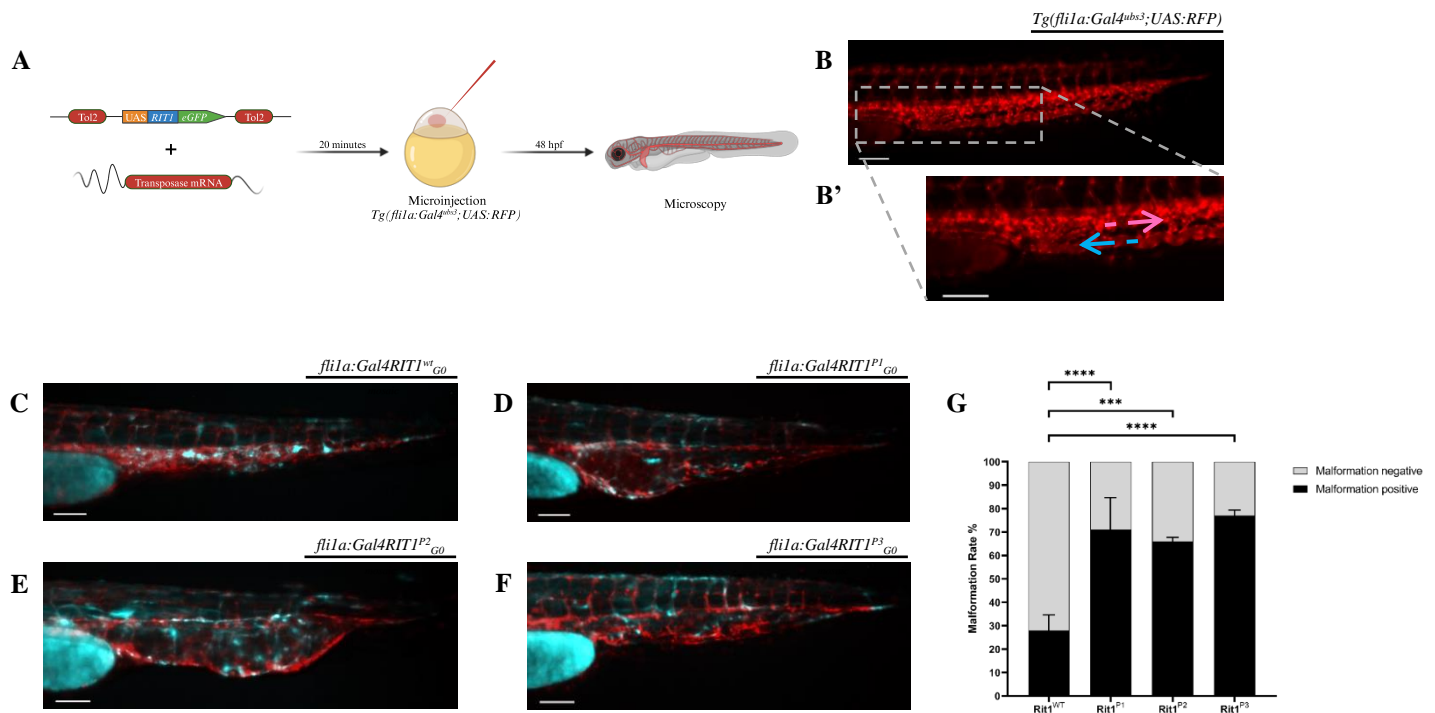 A
Tol2 UAS RIT1 eGFP Tol2
+
Transposase mRNA
20 minutes
Microinjection
Tg(fli1a:Gal4ubs3;UAS:RFP)
48 hpf
Microscopy
Tg(fli1a:Gal4ubs3;UAS:RFP)
B
B’
fli1a:Gal4RIT1wtG0
C
fli1a:Gal4RIT1P1G0
D
fli1a:Gal4RIT1P2G0
E
fli1a:Gal4RIT1P3G0
F
G
****
***
****
Malformation Rate %
100
90
80
70
60
50
40
30
20
10
0
Rit1WT Rit1P1 Rit1P2 Rit1P3
Malformation negative
Malformation positive